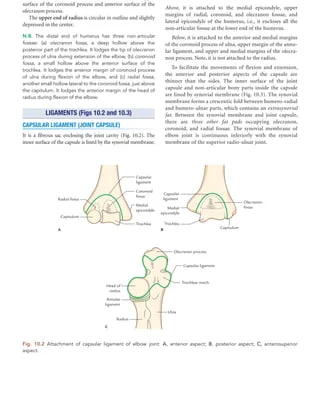 surface of the coronoid process and anterior surface of the
olecranon process.
The upper end of radius is circular in outline and slightly
depressed in the centre.
N.B. The distal end of humerus has three non-articular
fossae: (a) olecranon fossa, a deep hollow above the
posterior part of the trochlea. It lodges the tip of olecranon
process of ulna during extension of the elbow, (b) coronoid
fossa, a small hollow above the anterior surface of the
trochlea. It lodges the anterior margin of coronoid process
of ulna during flexion of the elbow, and (c) radial fossa,
another small hollow lateral to the coronoid fossa, just above
the capitulum. It lodges the anterior margin of the head of
radius during flexion of the elbow.
LIGAMENTS (Figs 10.2 and 10.3)
CAPSULAR LIGAMENT (JOINT CAPSULE)
It is a fibrous sac enclosing the joint cavity (Fig. 10.2). The
inner surface of the capsule is lined by the synovial membrane.
Above, it is attached to the medial epicondyle, upper
margins of radial, coronoid, and olecranon fossae, and
lateral epicondyle of the humerus, i.e., it encloses all the
non-articular fossae at the lower end of the humerus.
Below, it is attached to the anterior and medial margins
of the coronoid process of ulna, upper margin of the annu-
lar ligament, and upper and medial margins of the olecra-
non process. Note, it is not attached to the radius.
To facilitate the movements of flexion and extension,
the anterior and posterior aspects of the capsule are
thinner than the sides. The inner surface of the joint
capsule and non-articular bony parts inside the capsule
are lined by synovial membrane (Fig. 10.3). The synovial
membrane forms a crescentic fold between humero-radial
and humero-ulnar parts, which contains an extrasynovial
fat. Between the synovial membrane and joint capsule,
there are three other fat pads occupying olecranon,
coronoid, and radial fossae. The synovial membrane of
elbow joint is continuous inferiorly with the synovial
membrane of the superior radio-ulnar joint.
Capsular
ligament
Coronoid
fossa
Radial fossa
Medial
epicondyle
Capitulum
Trochlea
A
Capsular
ligament
Olecranon
fossa
Medial
epicondyle
Trochlea
Capitulum
B
Olecranon process
Capsular ligament
Trochlear notch
Head of
radius
Annular
ligament
Ulna
Radius
C
Fig. 10.2 Attachment of capsular ligament of elbow joint: A, anterior aspect; B, posterior aspect; C, anterosuperior
aspect.